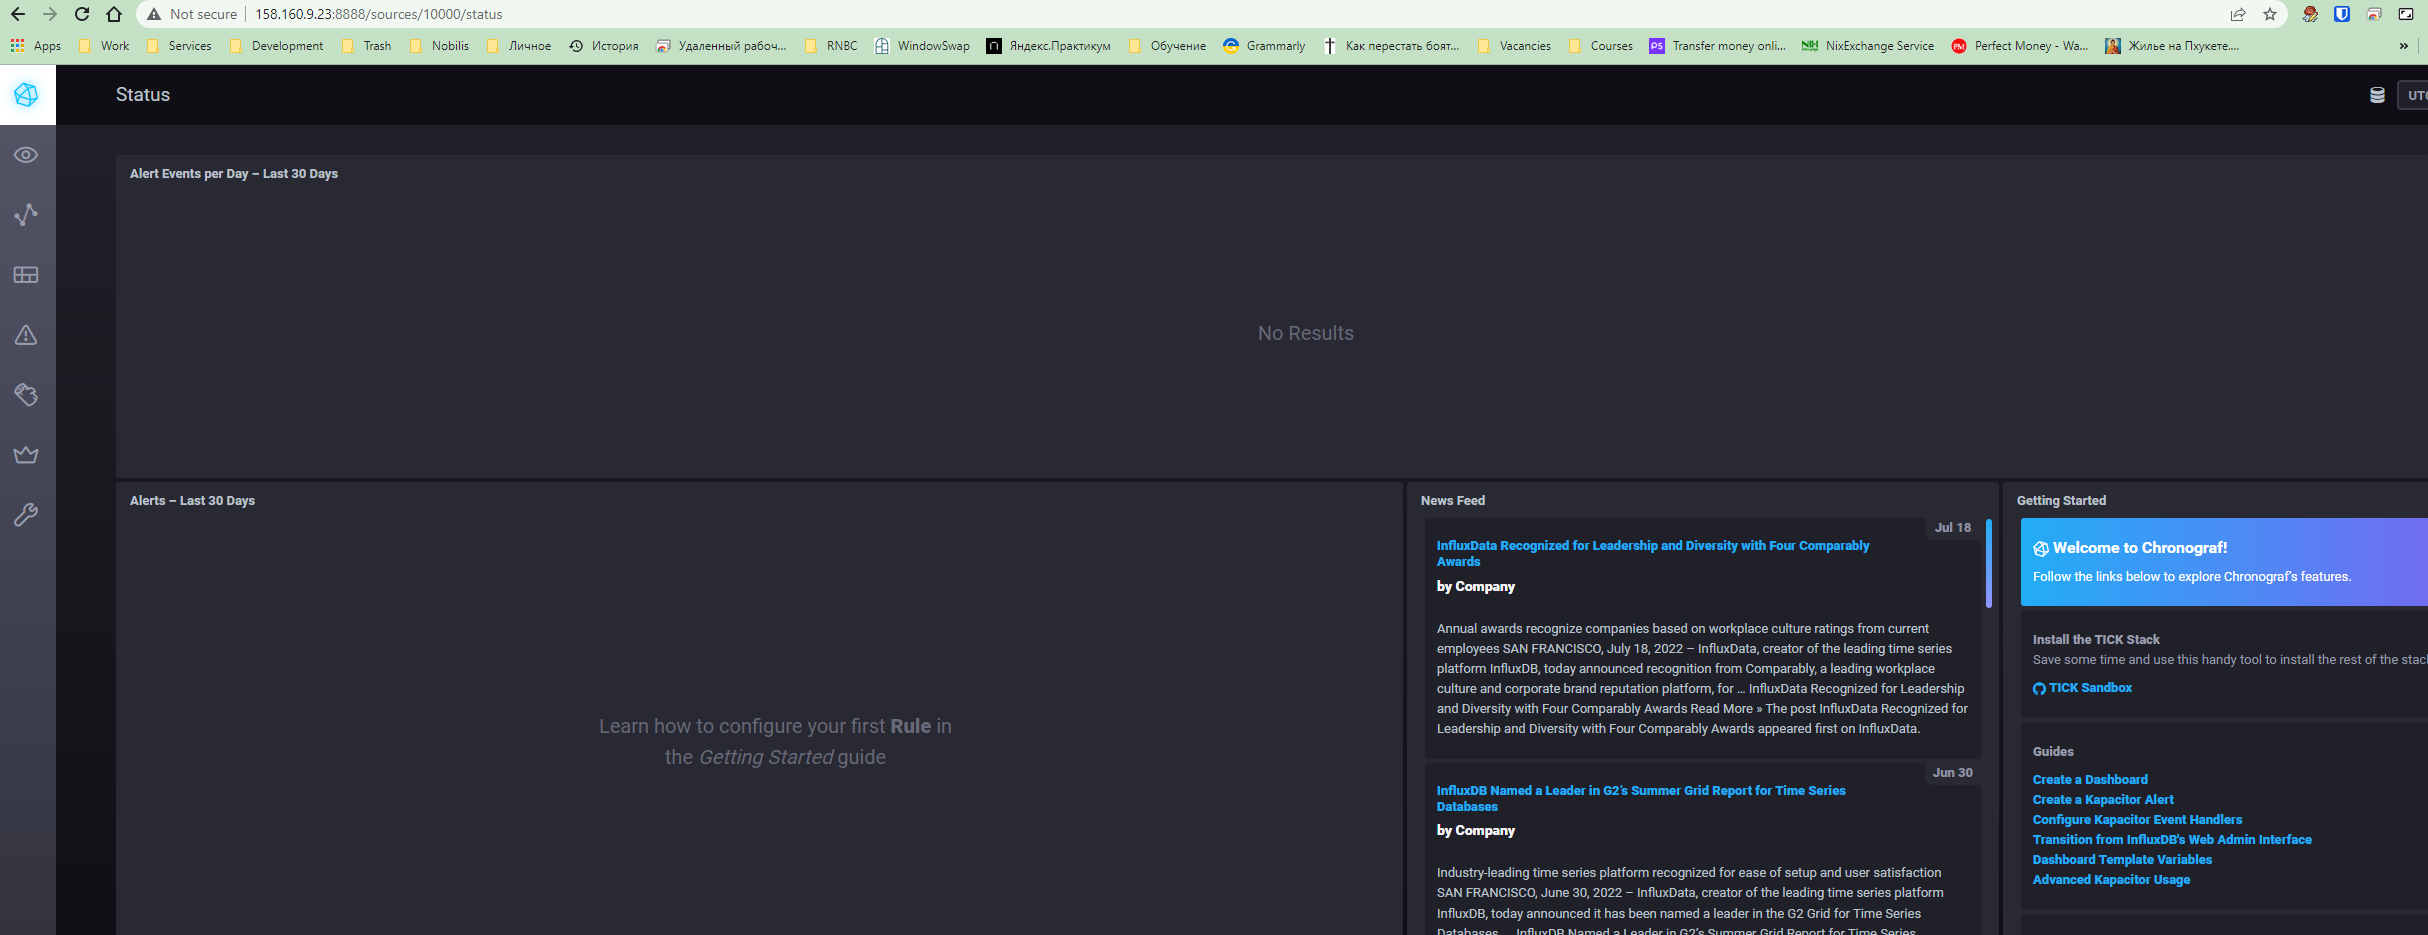 Not secure | 158.160.9.23:8888/sources/10000/status
Apps Work Services Development Trash Nobilis Личное История Удаленный рабоч... RNBC WindowSwap Яндекс.Практикум Обучение Grammarly Как перестать боят... Vacancies Courses Transfer money onli... NixExchange Service Perfect Money - Wa... Жилье на Пхукете.... »
Status
Alert Events per Day – Last 30 Days
No Results
Alerts – Last 30 Days
Learn how to configure your first Rule in
the Getting Started guide
News Feed
Jul 18
InfluxData Recognized for Leadership and Diversity with Four Comparably
Awards
by Company
Annual awards recognize companies based on workplace culture ratings from current
employees SAN FRANCISCO, July 18, 2022 – InfluxData, creator of the leading time series
platform InfluxDB, today announced recognition from Comparably, a leading workplace
culture and corporate brand reputation platform, for ... InfluxData Recognized for Leadership
and Diversity with Four Comparably Awards Read More » The post InfluxData Recognized for
Leadership and Diversity with Four Comparably Awards appeared first on InfluxData.
Jun 30
InfluxDB Named a Leader in G2's Summer Grid Report for Time Series
Databases
by Company
Industry-leading time series platform recognized for ease of setup and user satisfaction
SAN FRANCISCO, June 30, 2022 – InfluxData, creator of the leading time series platform
InfluxDB, today announced it has been named a leader in the G2 Grid for Time Series
Databases ... InfluxDB Named a Leader in G2's Summer Grid Report for Time Series
Getting Started
Welcome to Chronograf!
Follow the links below to explore Chronograf's features.
Install the TICK Stack
Save some time and use this handy tool to install the rest of the
TICK Sandbox
Guides
Create a Dashboard
Create a Kapacitor Alert
Configure Kapacitor Event Handlers
Transition from InfluxDB's Web Admin Interface
Dashboard Template Variables
Advanced Kapacitor Usage